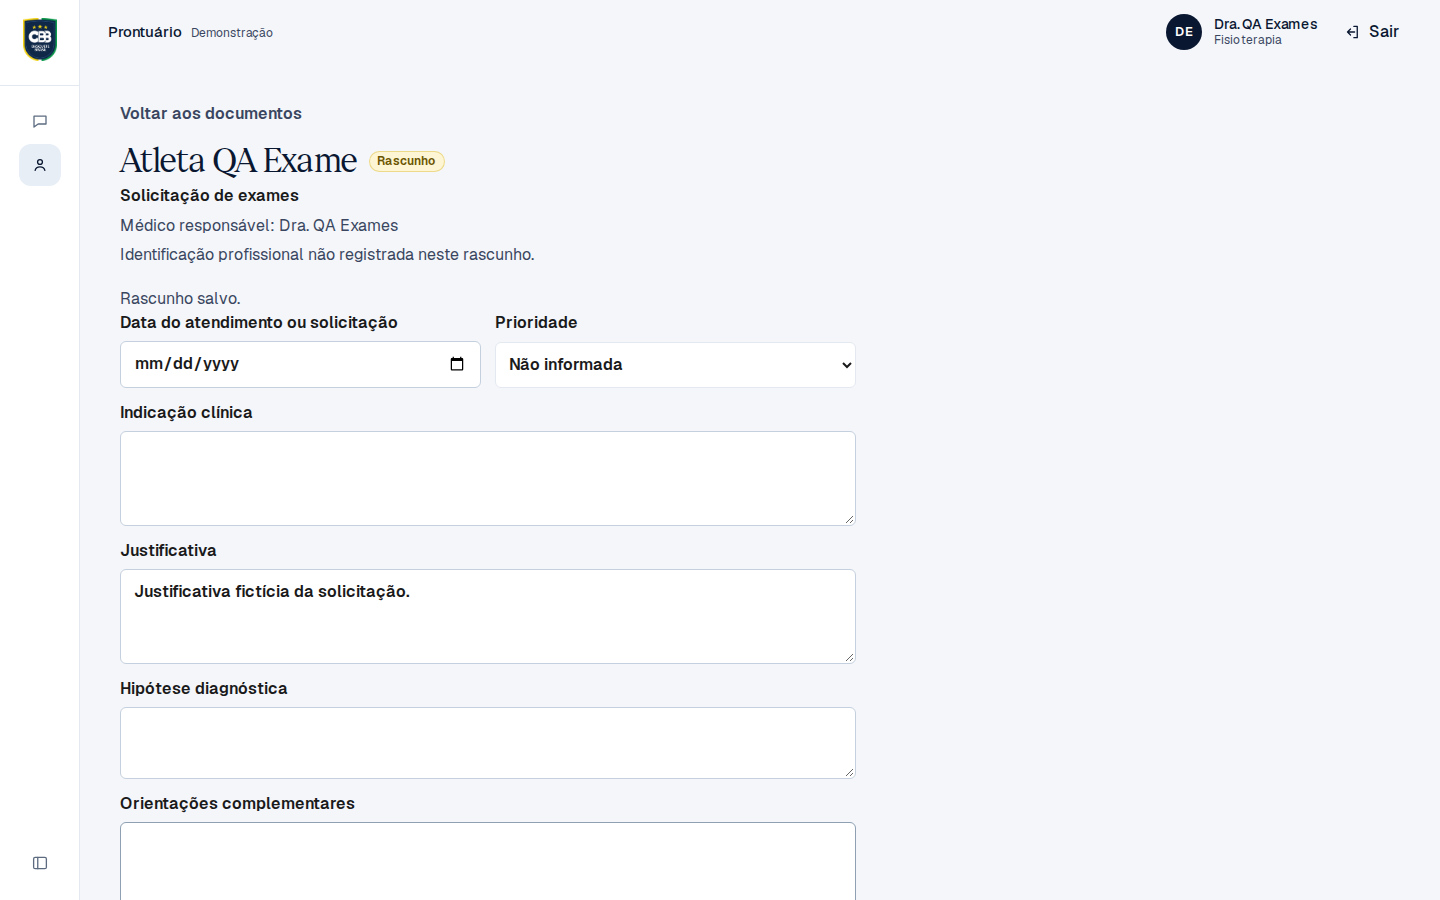 CBB
Prontuário Demonstração
DE
Dra. QA Exames
Fisioterapia
Sair
Voltar aos documentos
Atleta QA Exame Rascunho
Solicitação de exames
Médico responsável: Dra. QA Exames
Identificação profissional não registrada neste rascunho.
Rascunho salvo.
Data do atendimento ou solicitação Prioridade
mm/dd/yyyy Não informada
Indicação clínica
Justificativa
Justificativa fictícia da solicitação.
Hipótese diagnóstica
Orientações complementares